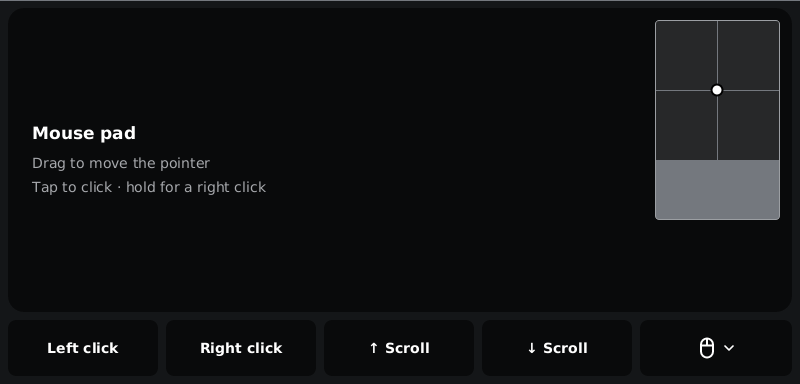 Mouse pad
Drag to move the pointer
Tap to click · hold for a right click
Left click
Right click
↑ Scroll
↓ Scroll